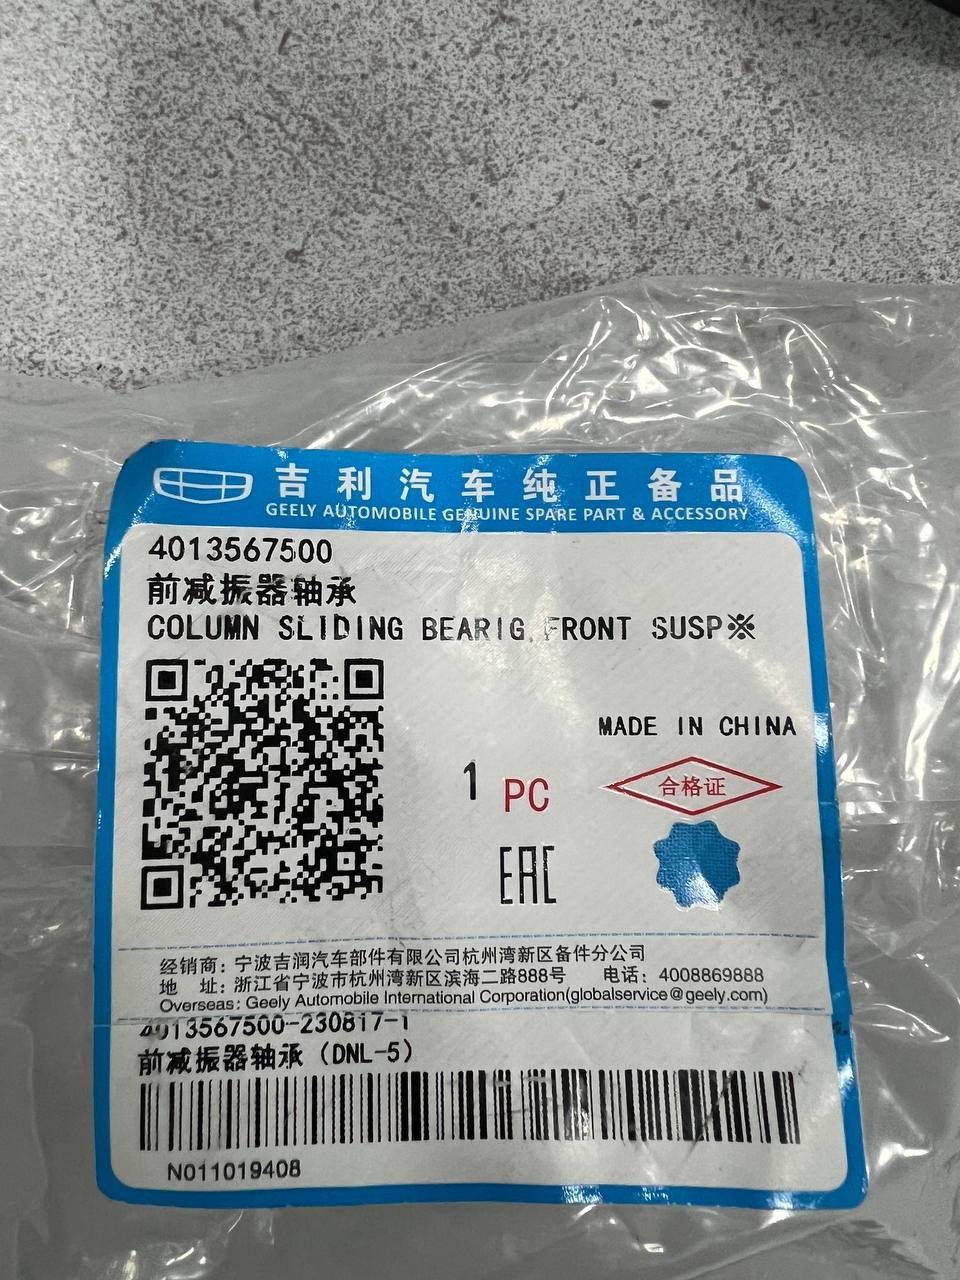 吉利汽车纯正备品
GEELY AUTOMOBILE GENUINE SPARE PART & ACCESSORY
4013567500
前减振器轴承
COLUMN SLIDING BEARIG,FRONT SUSP※
MADE IN CHINA
1 PC
合格证
EAC
经销商：宁波吉润汽车部件有限公司杭州湾新区备件分公司
地 址：浙江省宁波市杭州湾新区滨海二路888号 电话：4008869888
Overseas: Geely Automobile International Corporation(globalservice@geely.com)
4013567500-230817-1
前减振器轴承（DNL-5）
N011019408